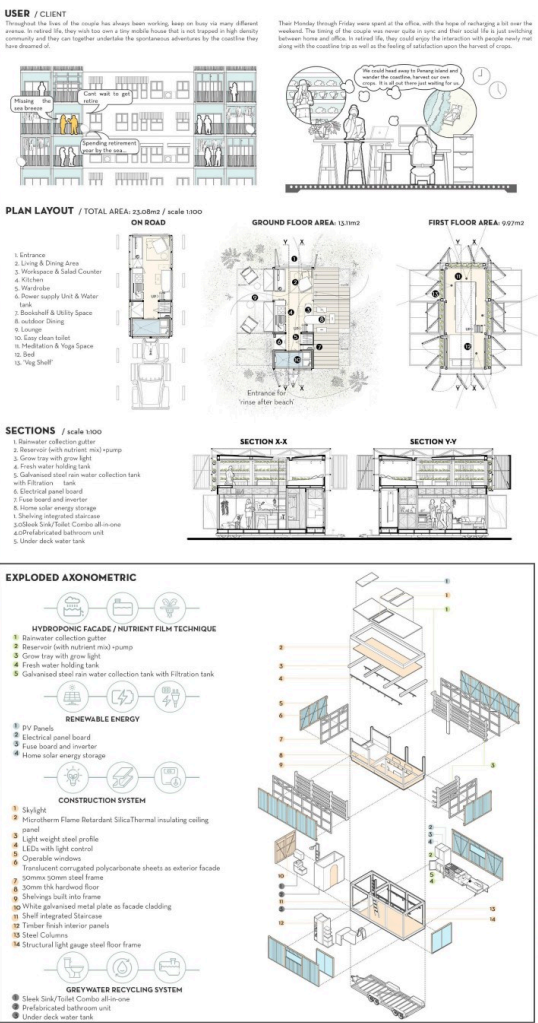 USER / CLIENT
Throughout the lives of the couple has always been working, keep on busy via many different
avenue. In retired life, they wish too own a tiny mobile house that is not trapped in high density
community and they can together undertake the spontaneous adventures by the coastline they
have dreamed of.
Their Monday through Friday were spent at the office, with the hope of recharging a bit over the
weekend. The timing of the couple was never quite in sync and their social life is just switching
between home and office. In retired life, they could enjoy the interaction with people newly met
along with the coastline trip as well as the feeling of satisfaction upon the harvest of crops.
Missing the
sea breeze
Cant wait to get
retire
Spending retirement
year by the sea...
We could head away to Penang island and
wander the coastline, harvest our own
crops. It is all out there just waiting for us.
PLAN LAYOUT / TOTAL AREA: 23.08m2 / scale 1:100
ON ROAD
GROUND FLOOR AREA: 13.11m2
FIRST FLOOR AREA: 9.97m2
1. Entrance
2. Living & Dining Area
3. Workspace & Salad Counter
4. Kitchen
5. Wardrobe
6. Power supply Unit & Water
tank
7. Bookshelf & Utility Space
8. outdoor Dining
9. Lounge
10. Easy clean toilet
11. Meditation & Yoga Space
12. Bed
13. 'Veg Shelf'
Y X
Y X
Entrance for
'rinse after beach'
SECTIONS / scale 1:100
1. Rainwater collection gutter
2. Reservoir (with nutrient mix) +pump
3. Grow tray with grow light
4. Fresh water holding tank
5. Galvanised steel rain water collection tank
with Filtration tank
6. Electrical panel board
7. Fuse board and inverter
8. Home solar energy storage
1. Shelving integrated staircase
3.0Sleek Sink/Toilet Combo all-in-one
4.0Prefabricated bathroom unit
5. Under deck water tank
SECTION X-X
SECTION Y-Y
EXPLODED AXONOMETRIC
HYDROPONIC FACADE / NUTRIENT FILM TECHNIQUE
1 Rainwater collection gutter
2 Reservoir (with nutrient mix) +pump
3 Grow tray with grow light
4 Fresh water holding tank
5 Galvanised steel rain water collection tank with Filtration tank
RENEWABLE ENERGY
1 PV Panels
2 Electrical panel board
3 Fuse board and inverter
4 Home solar energy storage
CONSTRUCTION SYSTEM
1 Skylight
2 Microtherm Flame Retardant SilicaThermal insulating ceiling
panel
3 Light weight steel profile
4 LEDs with light control
5 Operable windows
6 Translucent corrugated polycarbonate sheets as exterior facade
7 50mmx 50mm steel frame
8 30mm thk hardwod floor
9 Shelvings built into frame
10 White galvanised metal plate as facade cladding
11 Shelf integrated Staircase
12 Timber finish interior panels
13 Steel Columns
14 Structural light gauge steel floor frame
GREYWATER RECYCLING SYSTEM
1 Sleek Sink/Toilet Combo all-in-one
2 Prefabricated bathroom unit
3 Under deck water tank